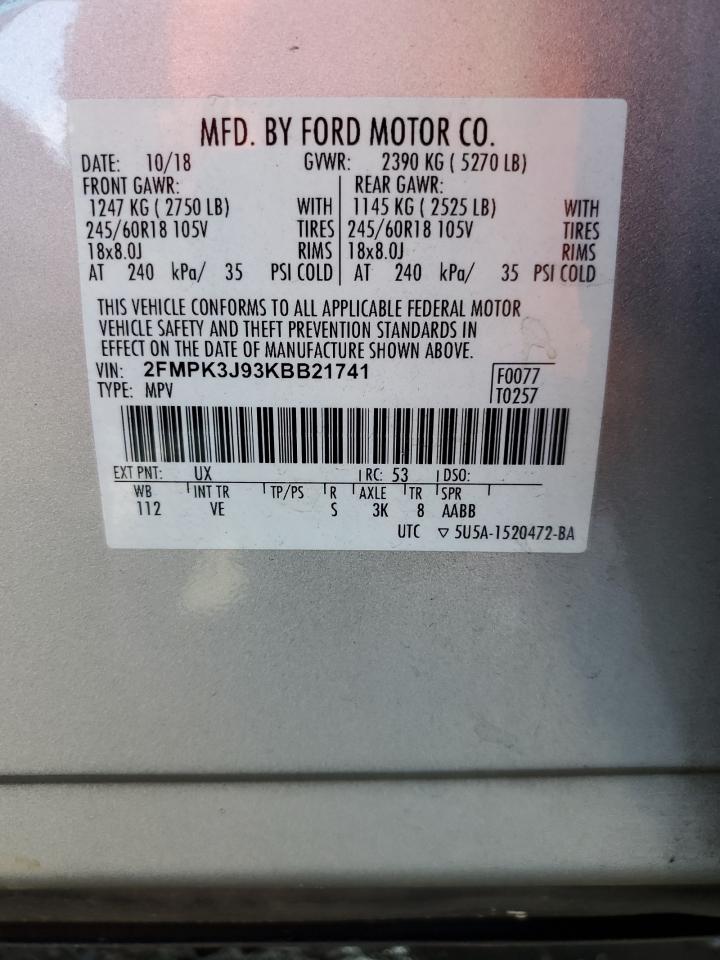 MFD. BY FORD MOTOR CO.
DATE: 10/18 GVWR: 2390 KG ( 5270 LB)
FRONT GAWR: REAR GAWR:
1247 KG ( 2750 LB) WITH 1145 KG ( 2525 LB) WITH
245/60R18 105V TIRES 245/60R18 105V TIRES
18x8.0J RIMS 18x8.0J RIMS
AT 240 kPa/ 35 PSI COLD AT 240 kPa/ 35 PSI COLD
THIS VEHICLE CONFORMS TO ALL APPLICABLE FEDERAL MOTOR
VEHICLE SAFETY AND THEFT PREVENTION STANDARDS IN
EFFECT ON THE DATE OF MANUFACTURE SHOWN ABOVE.
VIN: 2FMPK3J93KBB21741 F0077
TYPE: MPV T0257
EXT PNT: UX RC: 53 DSO:
WB INT TR TP/PS R AXLE TR SPR
112 VE S 3K 8 AABB
UTC ▽ 5U5A-1520472-BA